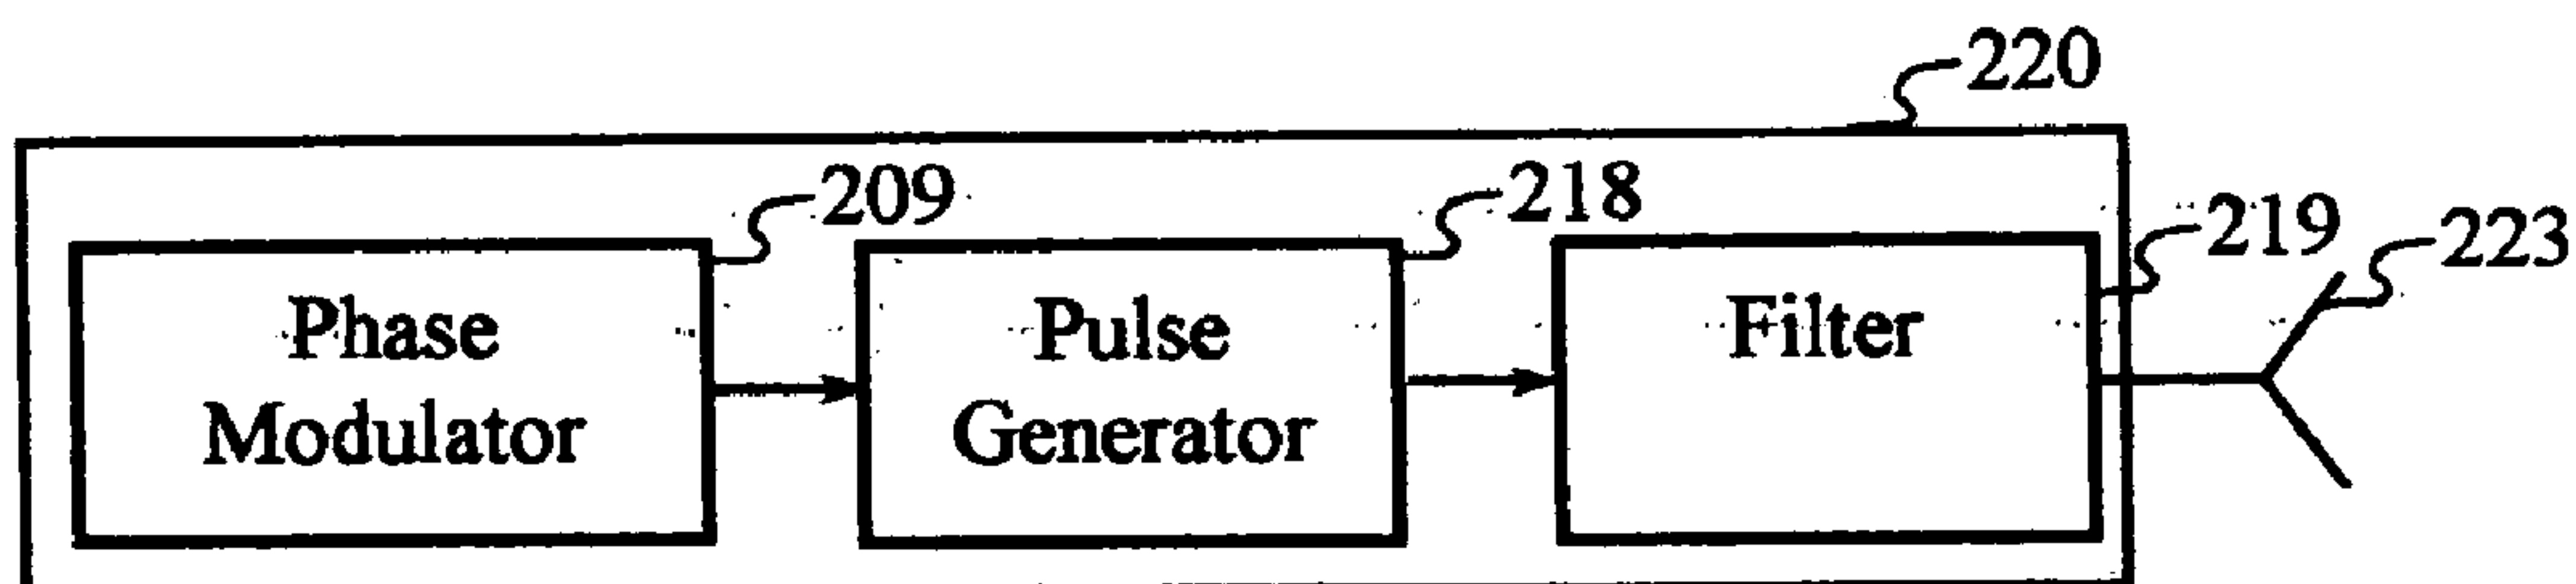 220
209
218
219
223
Phase
Modulator
Pulse
Generator
Filter